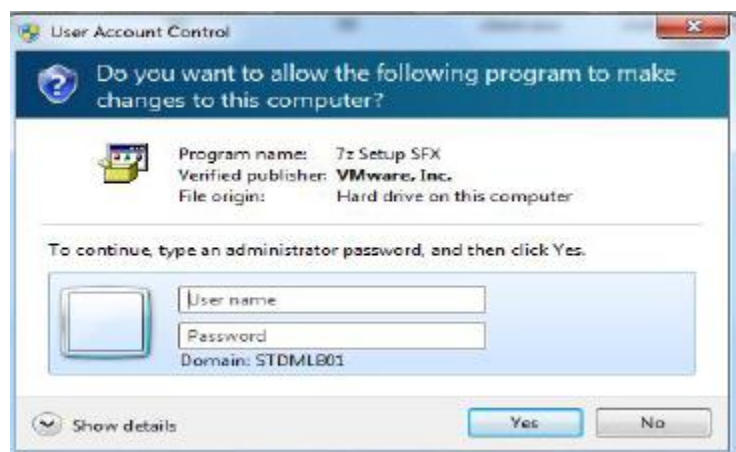 User Account Control
Do you want to allow the following program to make
changes to this computer?
Program name: 7z Setup SFX
Verified publisher: VMware, Inc.
File origin: Hard drive on this computer
To continue, type an administrator password, and then click Yes.
User name
Password
Domain: STDMLB01
Show details
Yes No